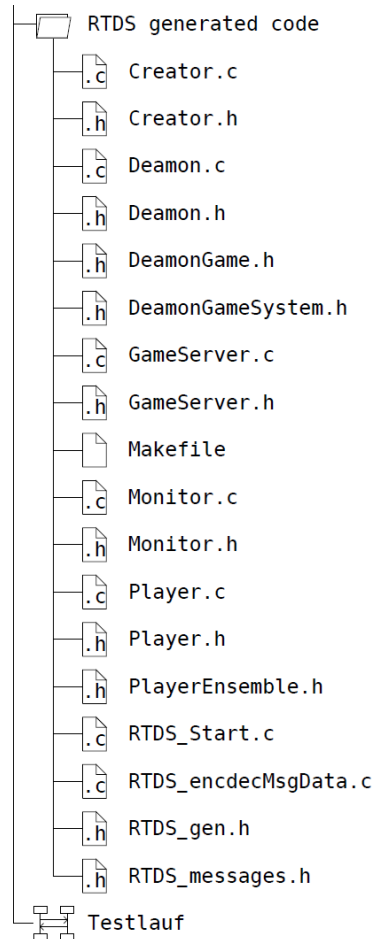 RTDS generated code
.c Creator.c
.h Creator.h
.c Deamon.c
.h Deamon.h
.h DeamonGame.h
.h DeamonGameSystem.h
.c GameServer.c
.h GameServer.h
Makefile
.c Monitor.c
.h Monitor.h
.c Player.c
.h Player.h
.h PlayerEnsemble.h
.c RTDS_Start.c
.c RTDS_encdecMsgData.c
.h RTDS_gen.h
.h RTDS_messages.h
Testlauf